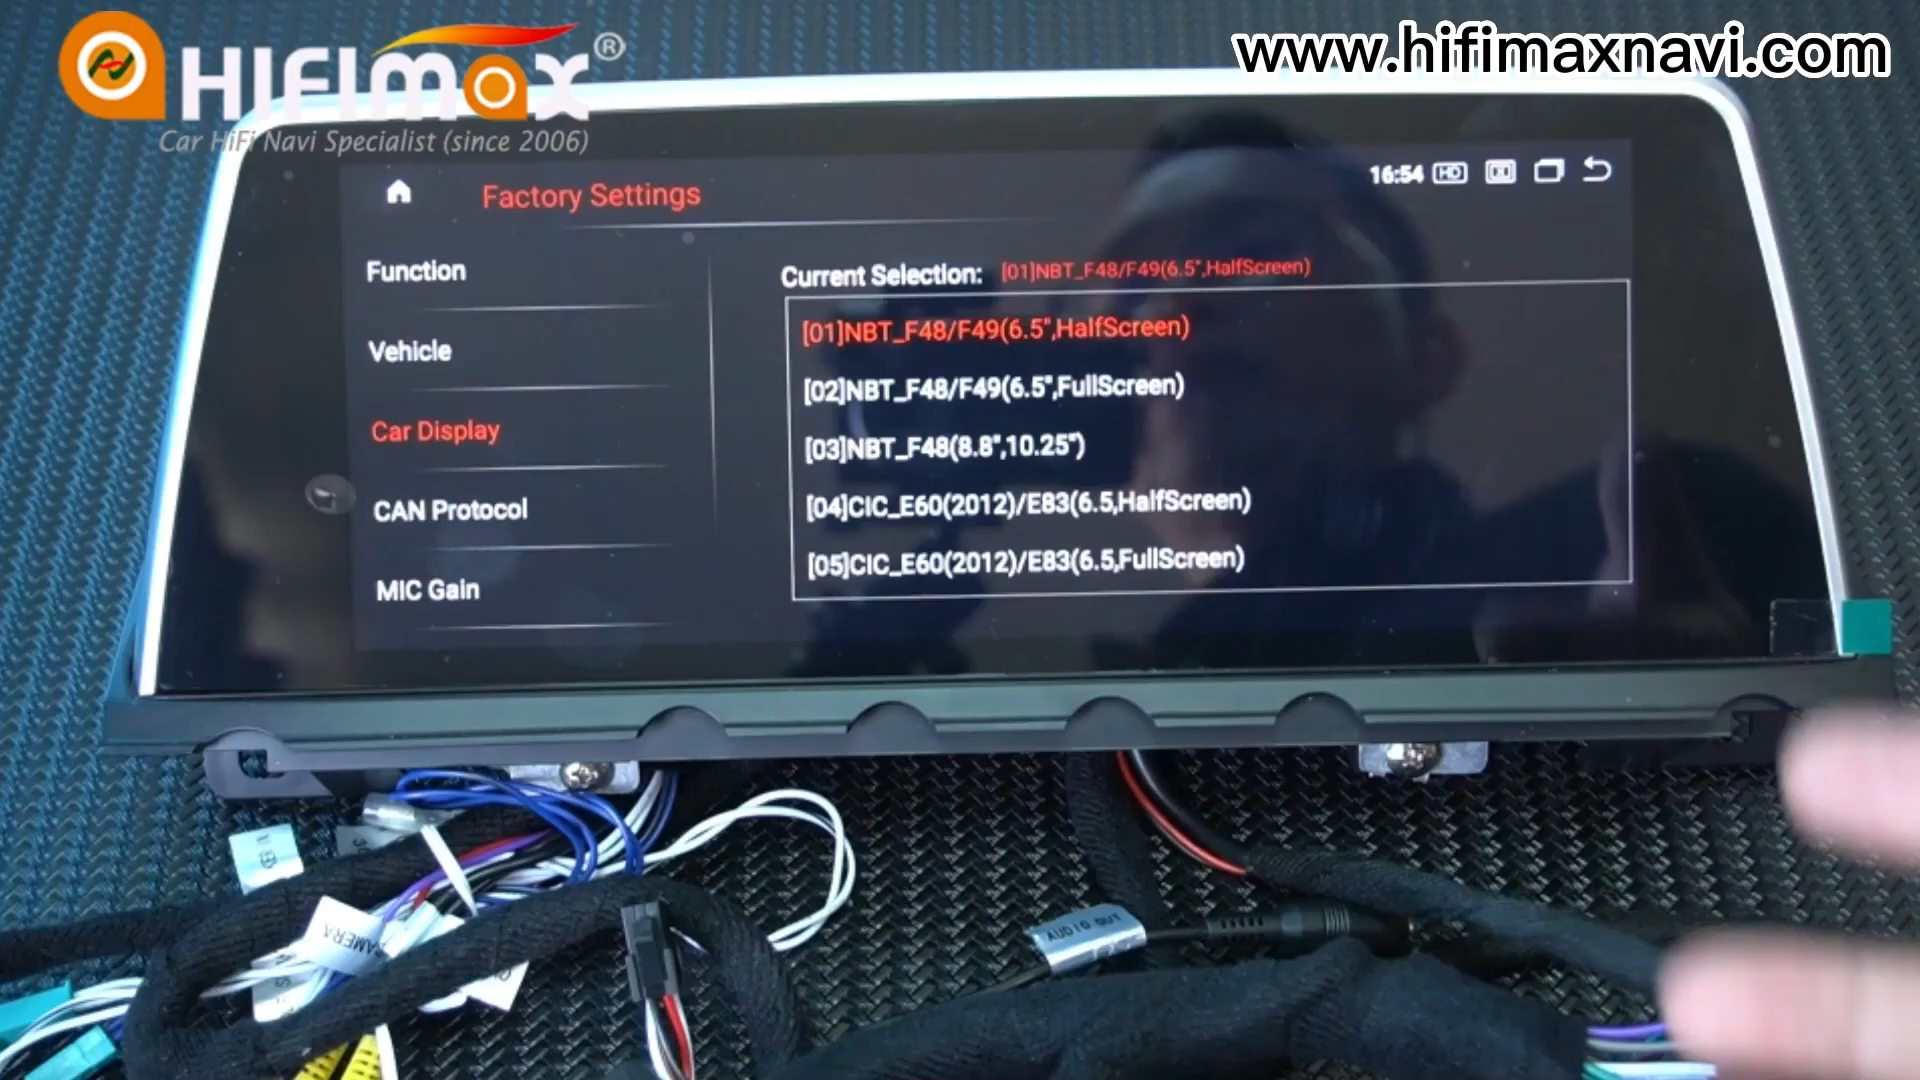 www.hifimaxnavi.com
HIFIMAX®
Car HiFi Navi Specialist (since 2006)
16:54 HD
Factory Settings
Function
Vehicle
Car Display
CAN Protocol
MIC Gain
Current Selection: [01]NBT_F48/F49(6.5",HalfScreen)
[01]NBT_F48/F49(6.5",HalfScreen)
[02]NBT_F48/F49(6.5",FullScreen)
[03]NBT_F48(8.8",10.25")
[04]CIC_E60(2012)/E83(6.5,HalfScreen)
[05]CIC_E60(2012)/E83(6.5,FullScreen)
AUDIO OUT